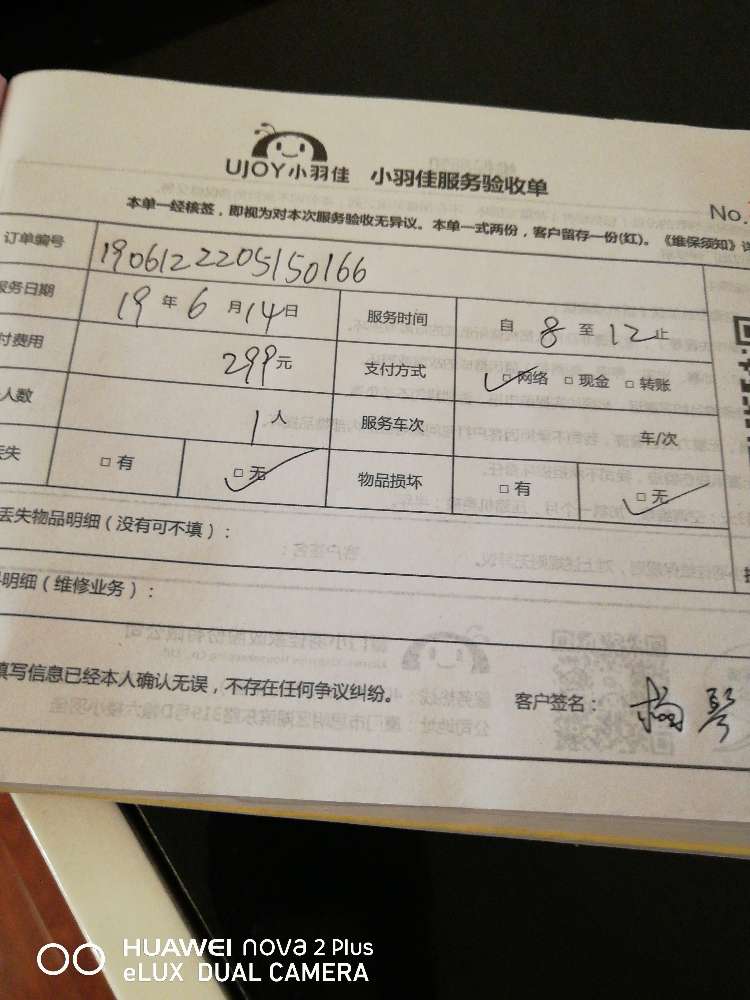 UJOY小羽佳 小羽佳服务验收单
No.
本单一经核签，即视为对本次服务验收无异议。本单一式两份，客户留存一份(红)。《维保须知》详
订单编号 1906122205150166
服务日期 19 年 6 月 14 日 服务时间 自 8 至 12 止
付费用 299 元 支付方式 □网络 □现金 □转账
人数 1 人 服务车次 车/次
丢失 □有 □无 物品损坏 □有 □无
丢失物品明细（没有可不填）：
明细（维修业务）：
填写信息已经本人确认无误，不存在任何争议纠纷。 客户签名： 琴
HUAWEI nova 2 Plus
eLUX DUAL CAMERA